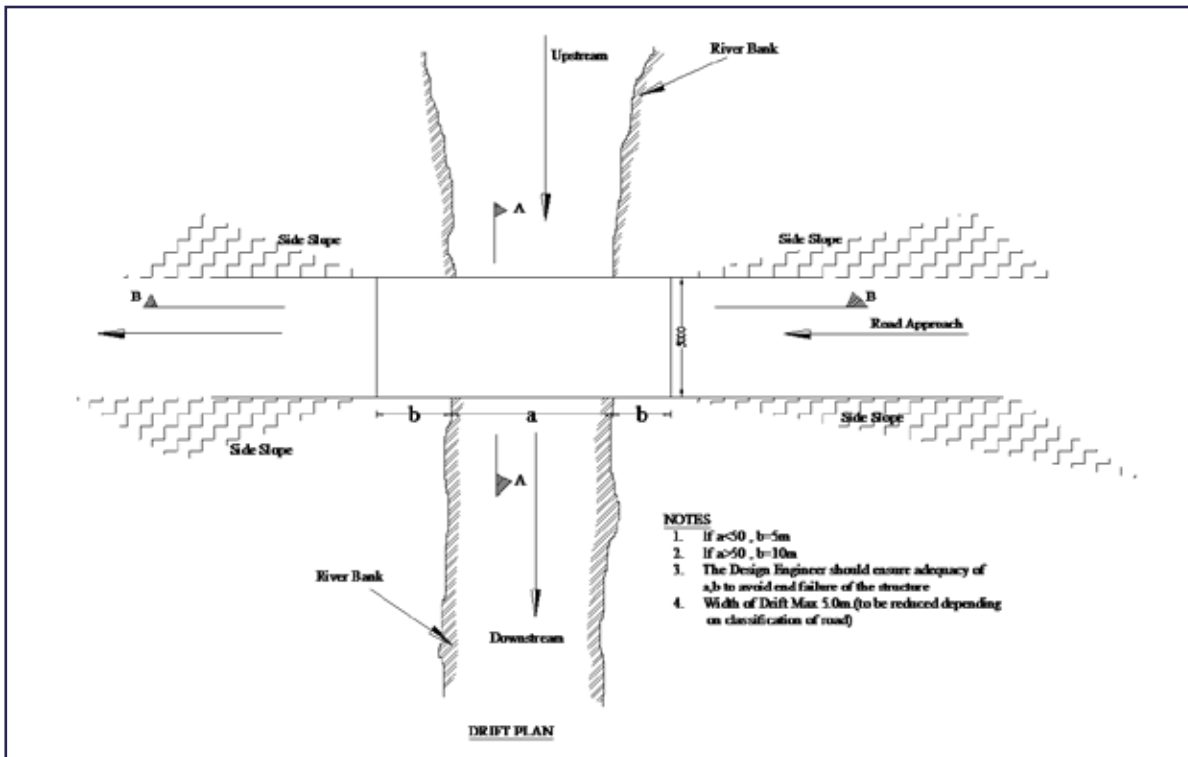 Upstream
River Bank
A
Side Slope
Side Slope
B
B
Road Approach
5000
b
a
b
Side Slope
Side Slope
A
NOTES
1. If a<50 , b=5m
2. If a>50 , b=10m
3. The Design Engineer should ensure adequacy of
a,b to avoid end failure of the structure
4. Width of Drift Max 5.0m.(to be reduced depending
on classification of road)
River Bank
Downstream
DRIFT PLAN